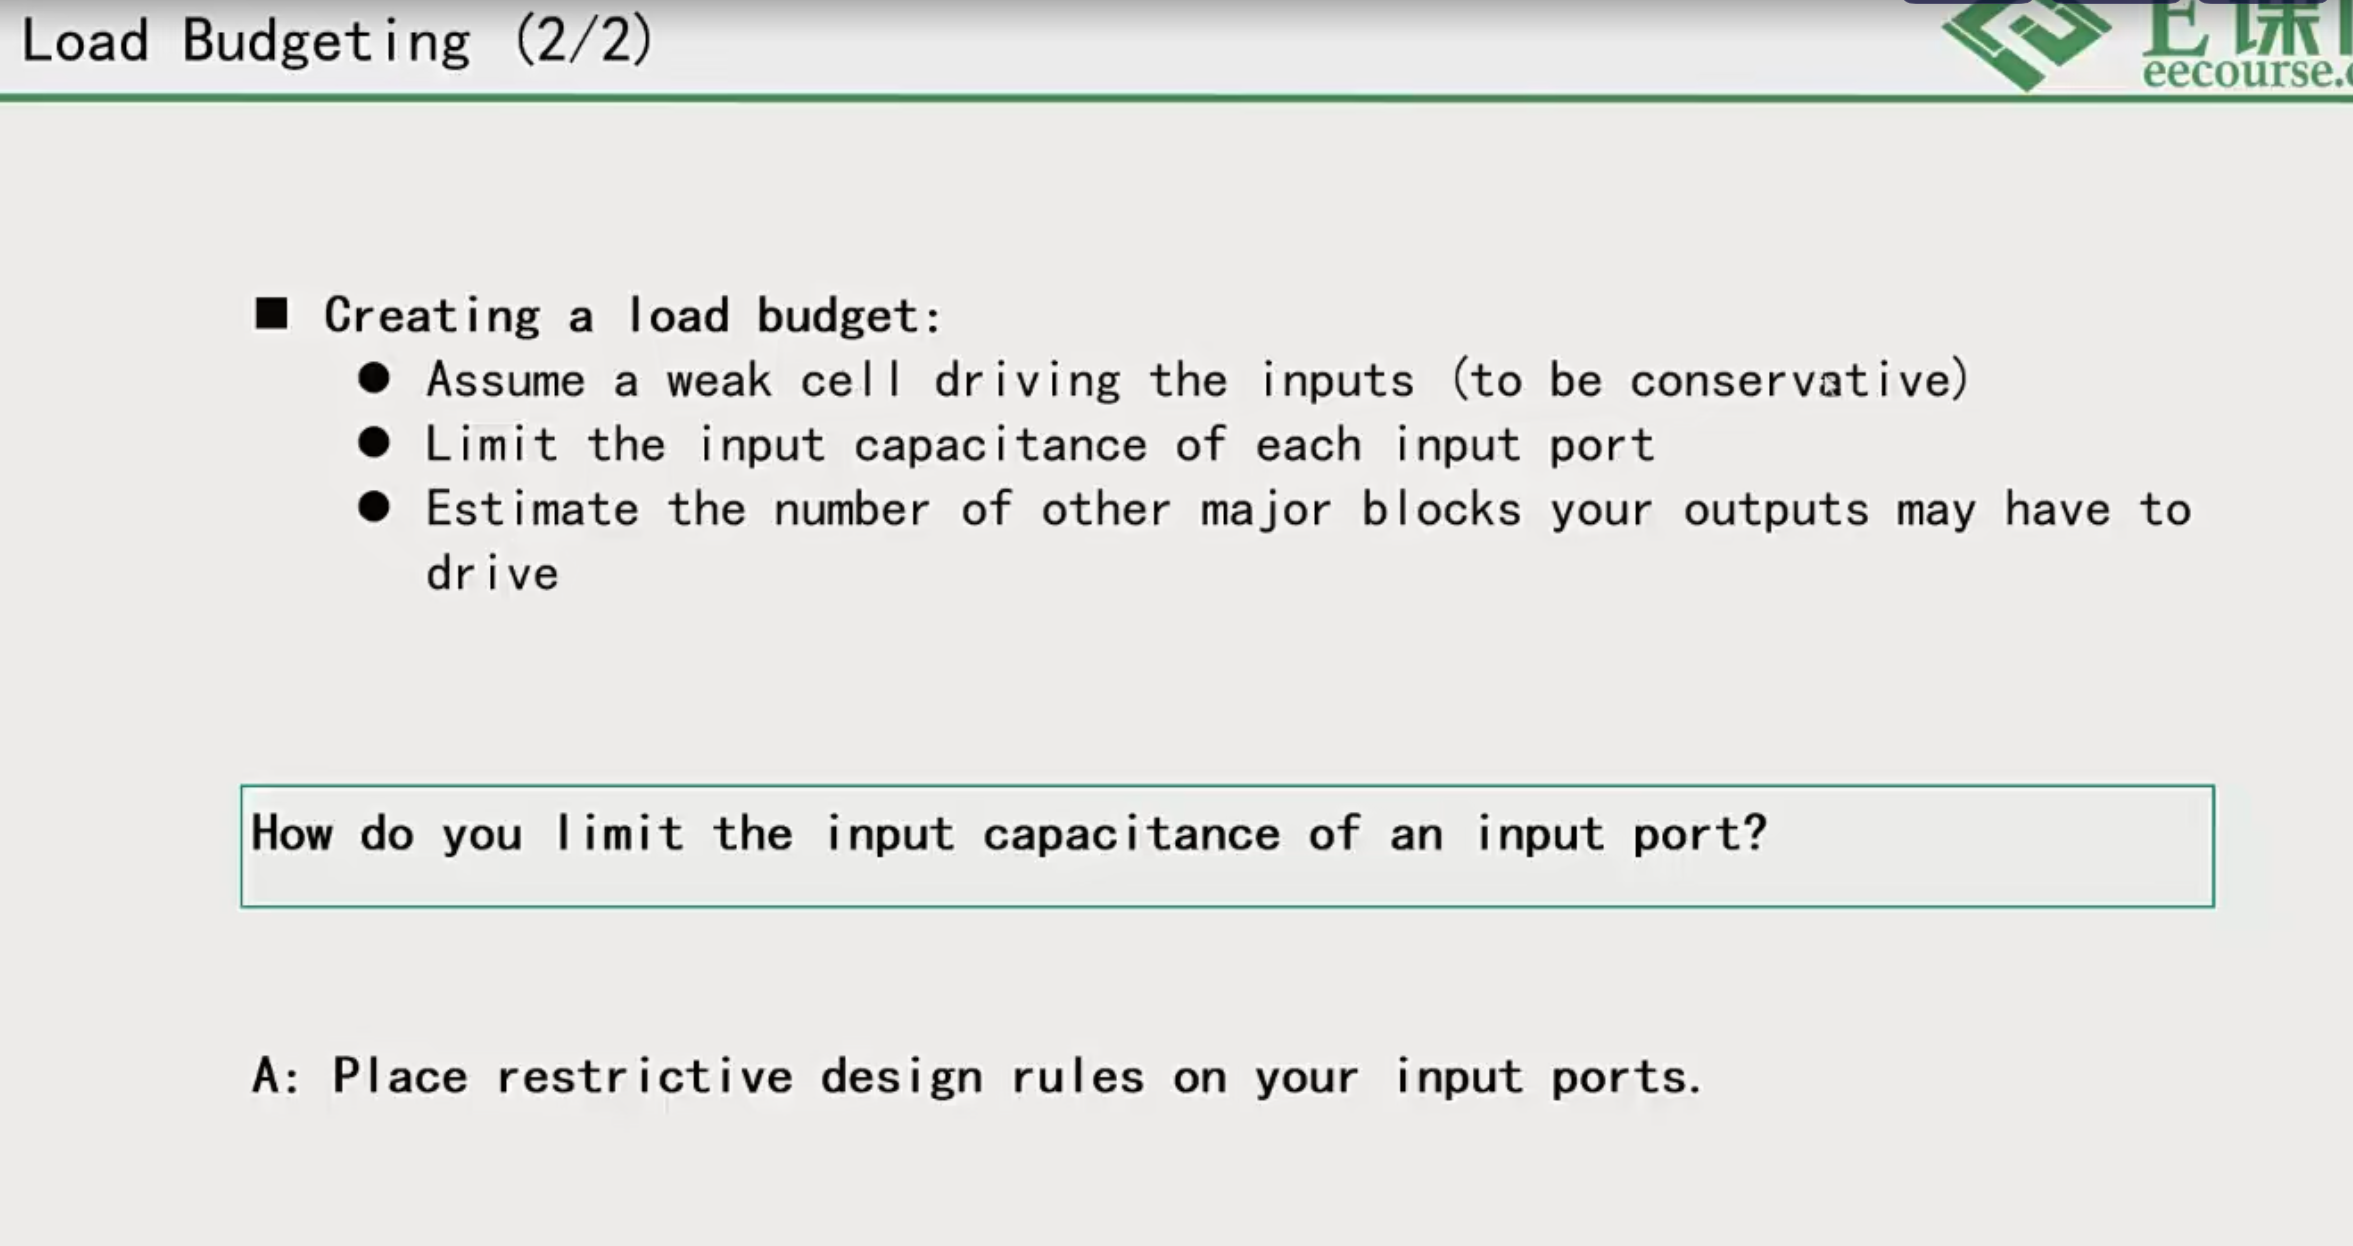 Load Budgeting (2/2)
E课
eecourse.
■ Creating a load budget:
● Assume a weak cell driving the inputs (to be conservative)
● Limit the input capacitance of each input port
● Estimate the number of other major blocks your outputs may have to
drive
How do you limit the input capacitance of an input port?
A: Place restrictive design rules on your input ports.